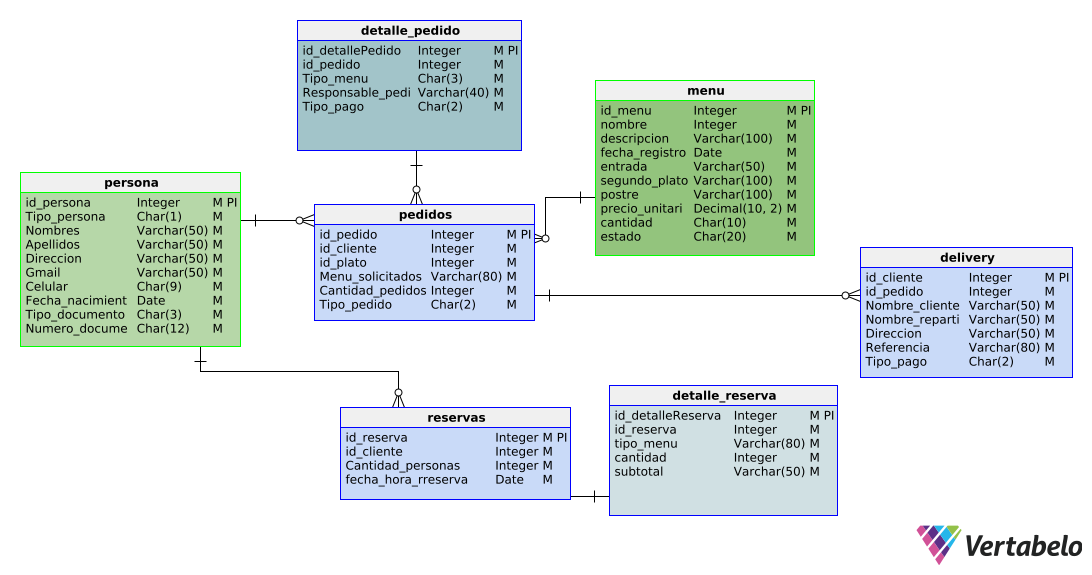 detalle_pedido
id_detallePedido Integer M PI
id_pedido Integer M
Tipo_menu Char(3) M
Responsable_pedi Varchar(40) M
Tipo_pago Char(2) M
menu
id_menu Integer M PI
nombre Integer M
descripcion Varchar(100) M
fecha_registro Date M
entrada Varchar(50) M
segundo_plato Varchar(100) M
postre Varchar(100) M
precio_unitari Decimal(10, 2) M
cantidad Char(10) M
estado Char(20) M
persona
id_persona Integer M PI
Tipo_persona Char(1) M
Nombres Varchar(50) M
Apellidos Varchar(50) M
Direccion Varchar(50) M
Gmail Varchar(50) M
Celular Char(9) M
Fecha_nacimient Date M
Tipo_documento Char(3) M
Numero_docume Char(12) M
pedidos
id_pedido Integer M PI
id_cliente Integer M
id_plato Integer M
Menu_solicitados Varchar(80) M
Cantidad_pedidos Integer M
Tipo_pedido Char(2) M
delivery
id_cliente Integer M PI
id_pedido Integer M
Nombre_cliente Varchar(50) M
Nombre_reparti Varchar(50) M
Direccion Varchar(50) M
Referencia Varchar(80) M
Tipo_pago Char(2) M
reservas
id_reserva Integer M PI
id_cliente Integer M
Cantidad_personas Integer M
fecha_hora_rreserva Date M
detalle_reserva
id_detalleReserva Integer M PI
id_reserva Integer M
tipo_menu Varchar(80) M
cantidad Integer M
subtotal Varchar(50) M
Vertabelo